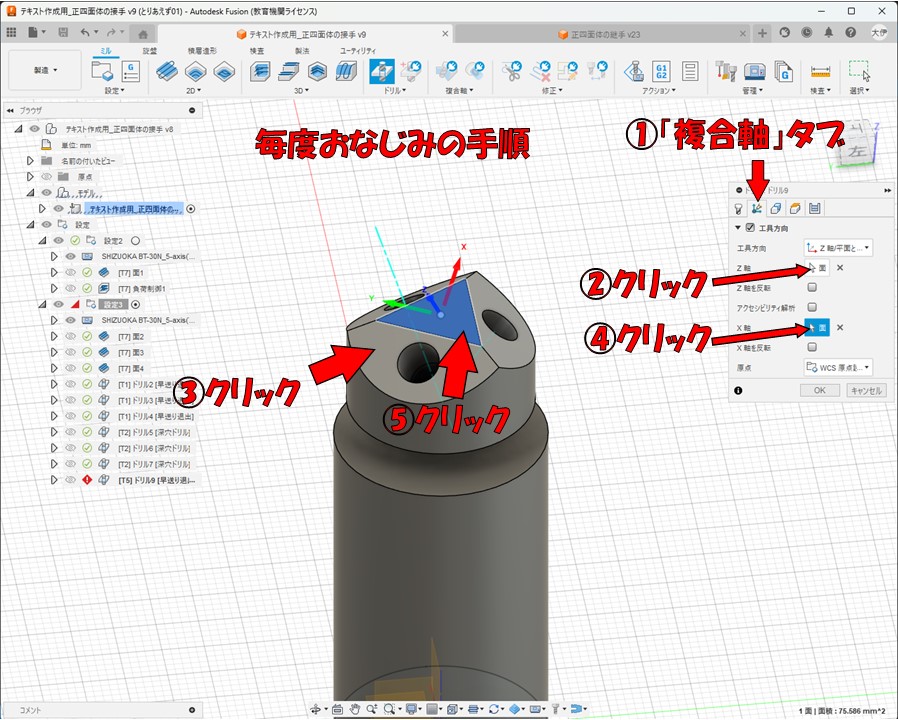 テキスト作成用_正四面体の接手 v9 (とりあえず01) - Autodesk Fusion (教育機関ライセンス)
テキスト作成用_正四面体の接手 v9
正四面体の継手 v23
大伊
ミル
旋盤
積層造形
検査
製法
ユーティリティ
製造
設定
2D
3D
ドリル
複合軸
修正
アクション
管理
検査
選択
G1
G2
ブラウザ
テキスト作成用_正四面体の接手 v8
単位: mm
名前の付いたビュー
原点
モデル
テキスト作成用_正四面体の...
設定
設定2
SHIZUOKA BT-30N_5-axis(...
[T7] 面1
[T7] 負荷制御1
設定3
SHIZUOKA BT-30N_5-axis(...
[T7] 面2
[T7] 面3
[T7] 面4
[T1] ドリル2 [早送り
[T1] ドリル3 [早送り
[T1] ドリル4 [早送り退出]
[T2] ドリル5 [深穴ドリル]
[T2] ドリル6 [深穴ドリル]
[T2] ドリル7 [深穴ドリル]
[T5] ドリル9 [早送り退...
毎度おなじみの手順
①「複合軸」タブ
②クリック
③クリック
④クリック
⑤クリック
X
Y
Z
左
Z
ドリル9
工具方向
工具方向
Z 軸/平面と...
Z 軸
面
Z 軸を反転
アクセシビリティ解析
X 軸
面
X 軸を反転
原点
WCS 原点...
OK
キャンセル
コメント
1 面 | 面積 : 75.586 mm^2